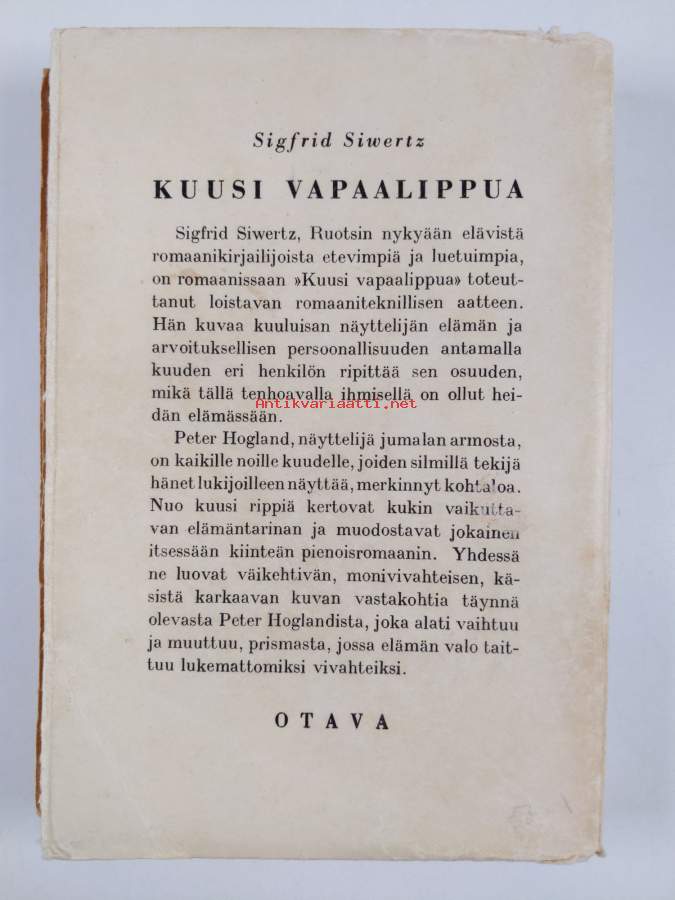 Sigfrid Siwertz
KUUSI VAPAALIPPUA
Sigfrid Siwertz, Ruotsin nykyään elävistä
romaanikirjailijoista etevimpiä ja luetuimpia,
on romaanissaan »Kuusi vapaalippua» toteut-
tanut loistavan romaaniteknillisen aatteen.
Hän kuvaa kuuluisan näyttelijän elämän ja
arvoituksellisen persoonallisuuden antamalla
kuuden eri henkilön ripittää sen osuuden,
mikä tällä tenhoavalla ihmisellä on ollut hei-
Antikvariaatti.net
dän elämässään.
Peter Hogland, näyttelijä jumalan armosta,
on kaikille noille kuudelle, joiden silmillä tekijä
hänet lukijoilleen näyttää, merkinnyt kohtaloa.
Nuo kuusi rippiä kertovat kukin vaikutta-
van elämäntarinan ja muodostavat jokainen
itsessään kiinteän pienoisromaanin. Yhdessä
ne luovat väikehtivän, monivivahteisen, kä-
sistä karkaavan kuvan vastakohtia täynnä
olevasta Peter Hoglandista, joka alati vaihtuu
ja muuttuu, prismasta, jossa elämän valo tait-
tuu lukemattomiksi vivahteiksi.
OTAVA